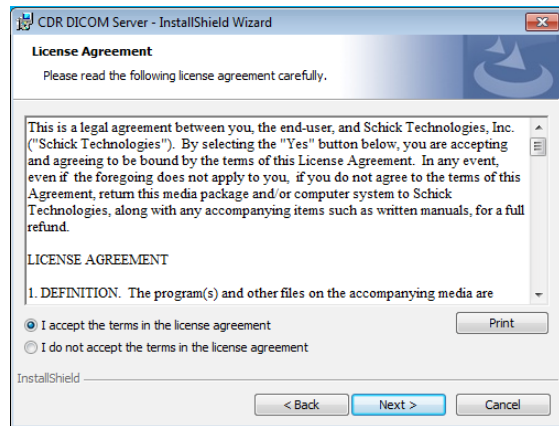 CDR DICOM Server - InstallShield Wizard
License Agreement
Please read the following license agreement carefully.
This is a legal agreement between you, the end-user, and Schick Technologies, Inc.
("Schick Technologies").  By selecting the "Yes" button below, you are accepting
and agreeing to be bound by the terms of this License Agreement.  In any event,
even if  the foregoing does not apply to you,  if you do not agree to the terms of this
Agreement, return this media package and/or computer system to Schick
Technologies, along with any accompanying items such as written manuals, for a full
refund.
LICENSE AGREEMENT
1. DEFINITION.  The program(s) and other files on the accompanying media are
I accept the terms in the license agreement
Print
I do not accept the terms in the license agreement
InstallShield
< Back
Next >
Cancel